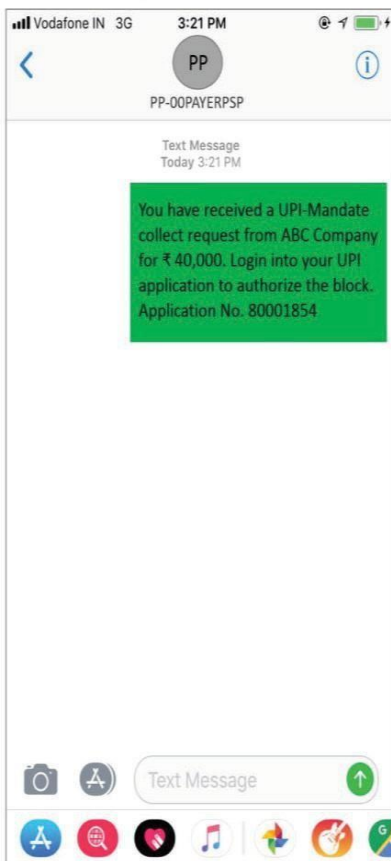 Vodafone IN 3G 3:21 PM
PP
PP-00PAYERPSP
Text Message
Today 3:21 PM
You have received a UPI-Mandate
collect request from ABC Company
for ₹ 40,000. Login into your UPI
application to authorize the block.
Application No. 80001854
Text Message
G